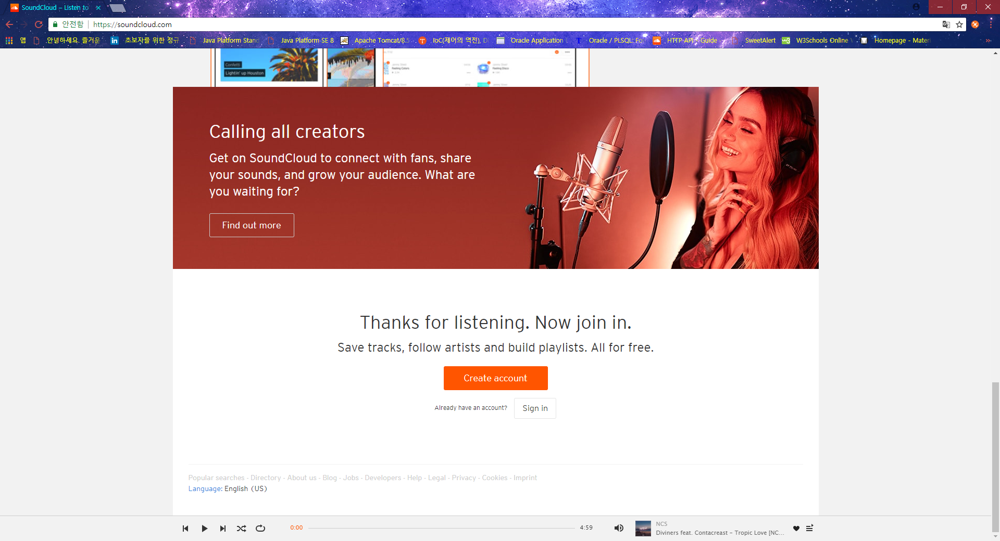 SoundCloud – Listen to
안전함 https://soundcloud.com
앱 안녕하세요. 즐거운 초보자를 위한 정규 Java Platform Stand Java Platform SE 8 Apache Tomcat/8.5 IoC(제어의 역전), D Oracle Application Oracle / PLSQL: HTTP API - Guide SweetAlert W3Schools Online Homepage - Materi
Confetti
Lightin' up Houston
Feeling Colors
Feeling Disco
Calling all creators
Get on SoundCloud to connect with fans, share
your sounds, and grow your audience. What are
you waiting for?
Find out more
Thanks for listening. Now join in.
Save tracks, follow artists and build playlists. All for free.
Create account
Already have an account? Sign in
Popular searches - Directory - About us - Blog - Jobs - Developers - Help - Legal - Privacy - Cookies - Imprint
Language: English (US)
0:00 4:59
NCS
Diviners feat. Contacreast – Tropic Love [NC...